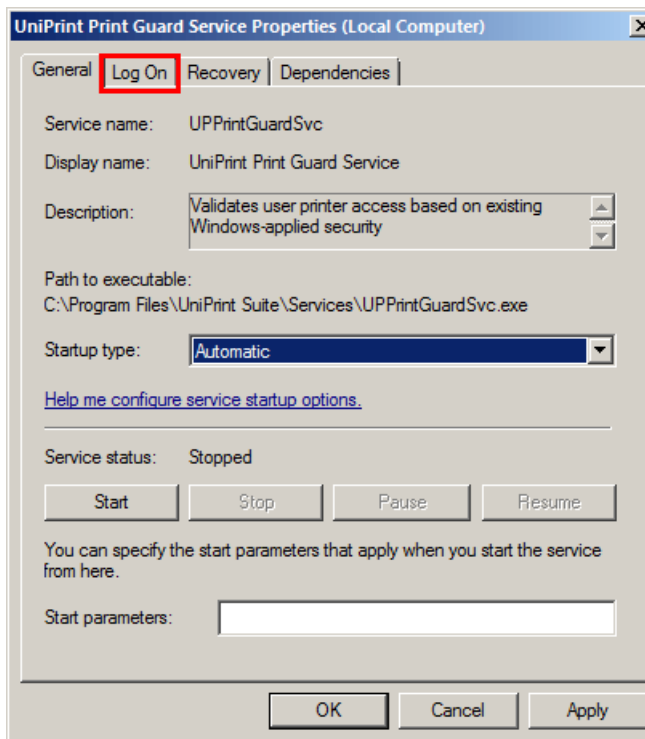 UniPrint Print Guard Service Properties (Local Computer)
General Log On Recovery Dependencies
Service name: UPPrintGuardSvc
Display name: UniPrint Print Guard Service
Description: Validates user printer access based on existing
Windows-applied security
Path to executable:
C:\Program Files\UniPrint Suite\Services\UPPrintGuardSvc.exe
Startup type: Automatic
Help me configure service startup options.
Service status: Stopped
Start Stop Pause Resume
You can specify the start parameters that apply when you start the service
from here.
Start parameters:
OK Cancel Apply